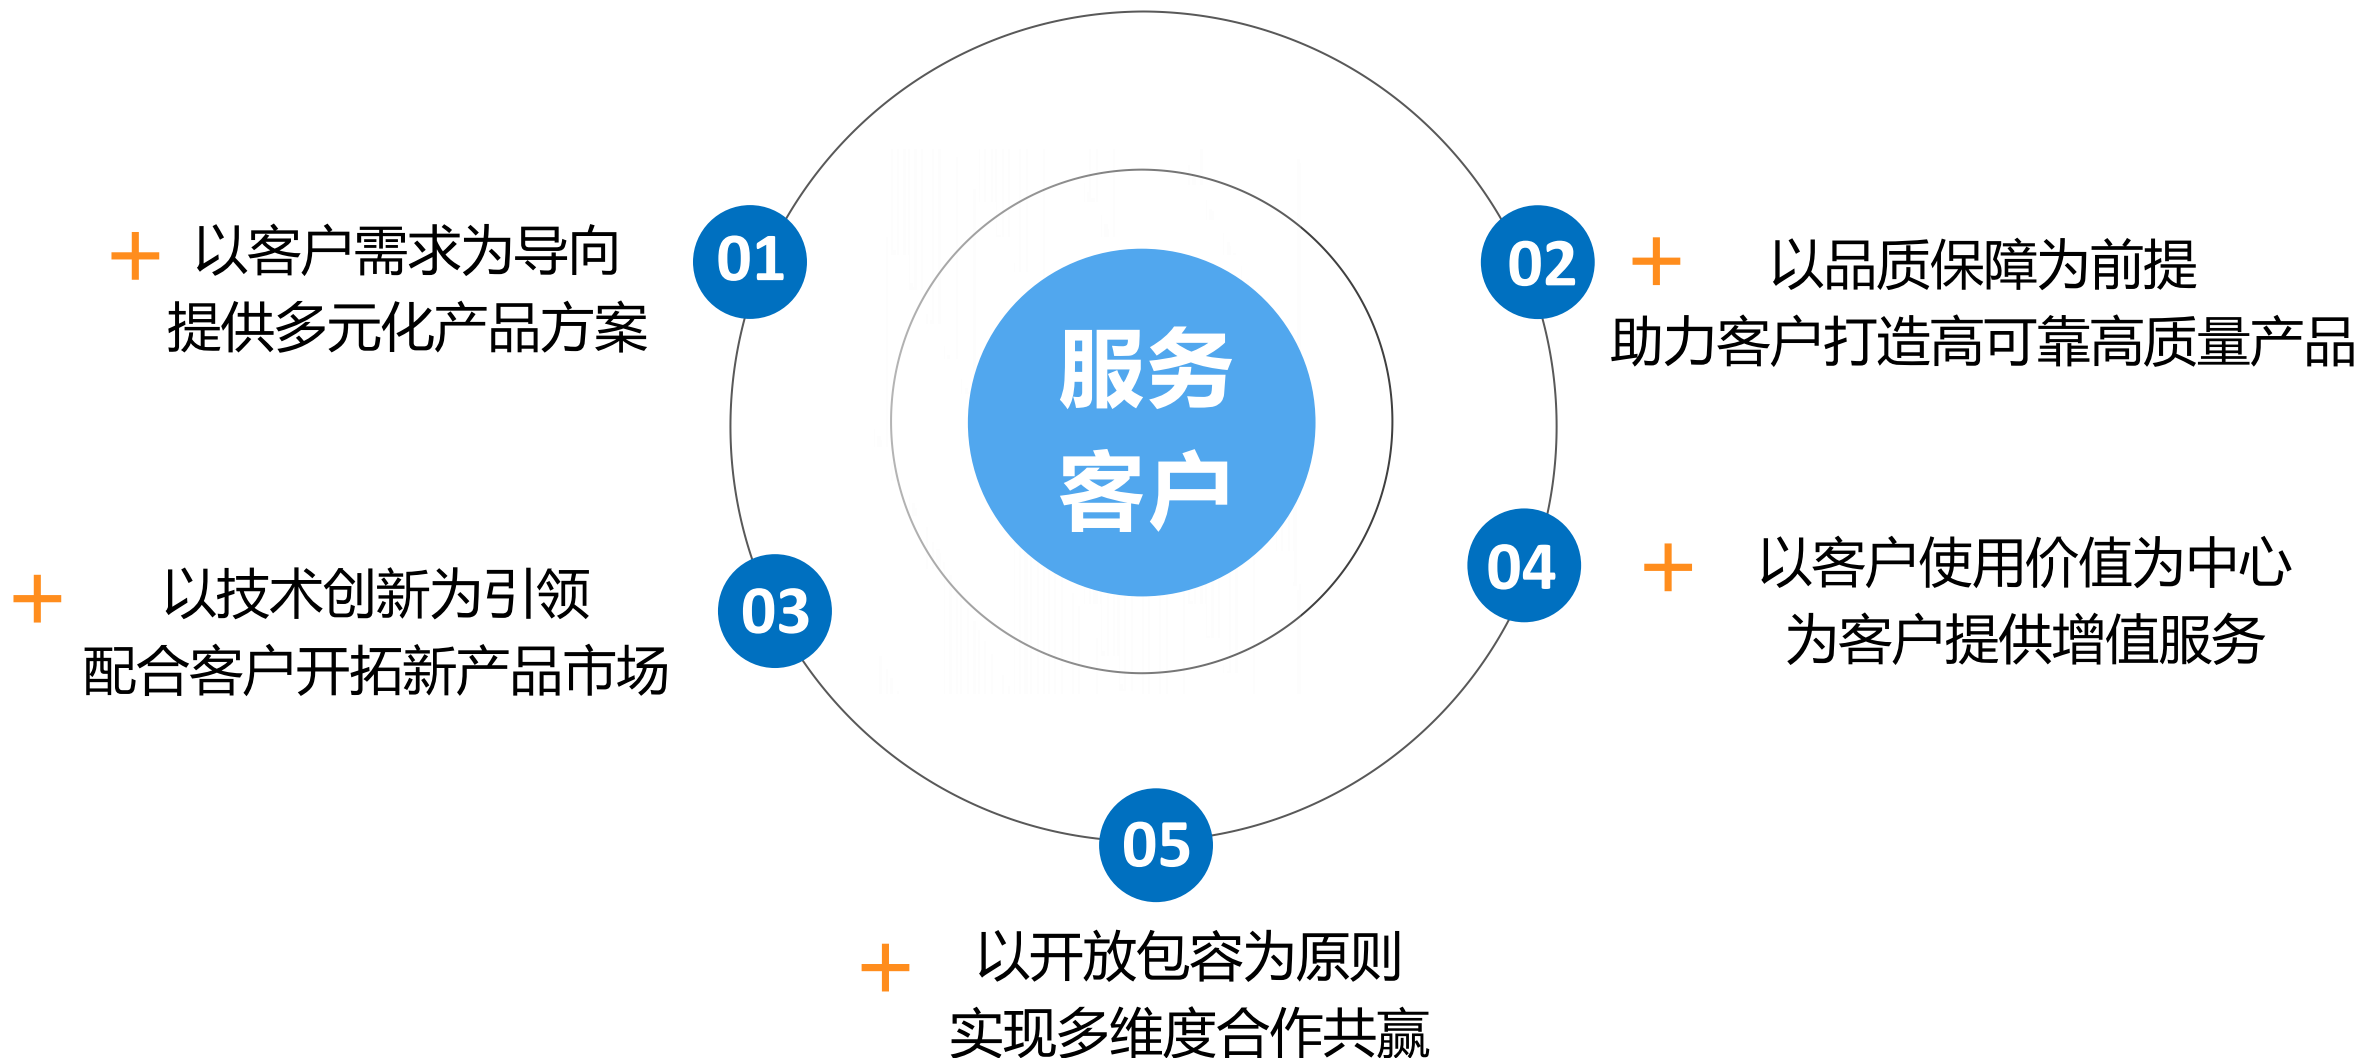 01
以客户需求为导向
提供多元化产品方案
02
以品质保障为前提
助力客户打造高可靠高质量产品
服务
客户
03
以技术创新为引领
配合客户开拓新产品市场
04
以客户使用价值为中心
为客户提供增值服务
05
以开放包容为原则
实现多维度合作共赢